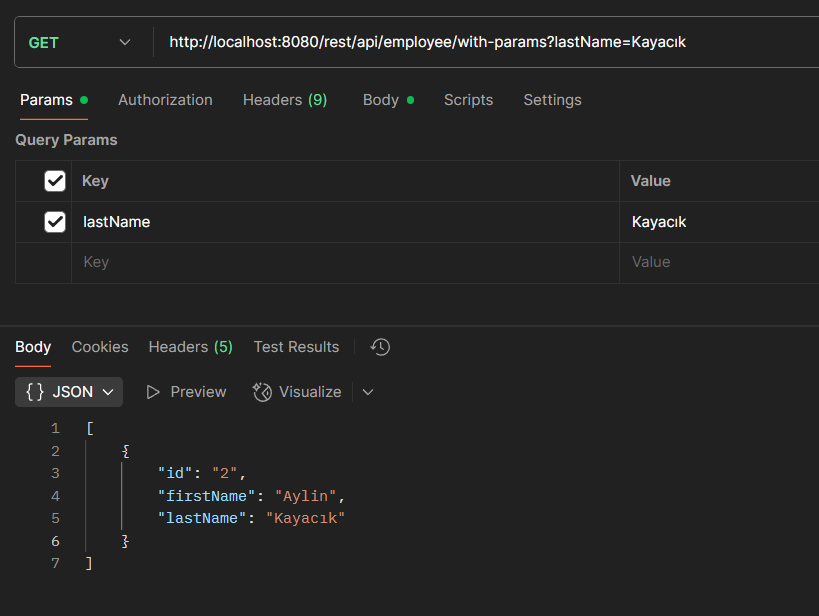 GET http://localhost:8080/rest/api/employee/with-params?lastName=Kayacık
Params Authorization Headers (9) Body Scripts Settings
Query Params
Key Value
lastName Kayacık
Key Value
Body Cookies Headers (5) Test Results
{} JSON Preview Visualize
1 [
2 {
3 "id": "2",
4 "firstName": "Aylin",
5 "lastName": "Kayacık"
6 }
7 ]